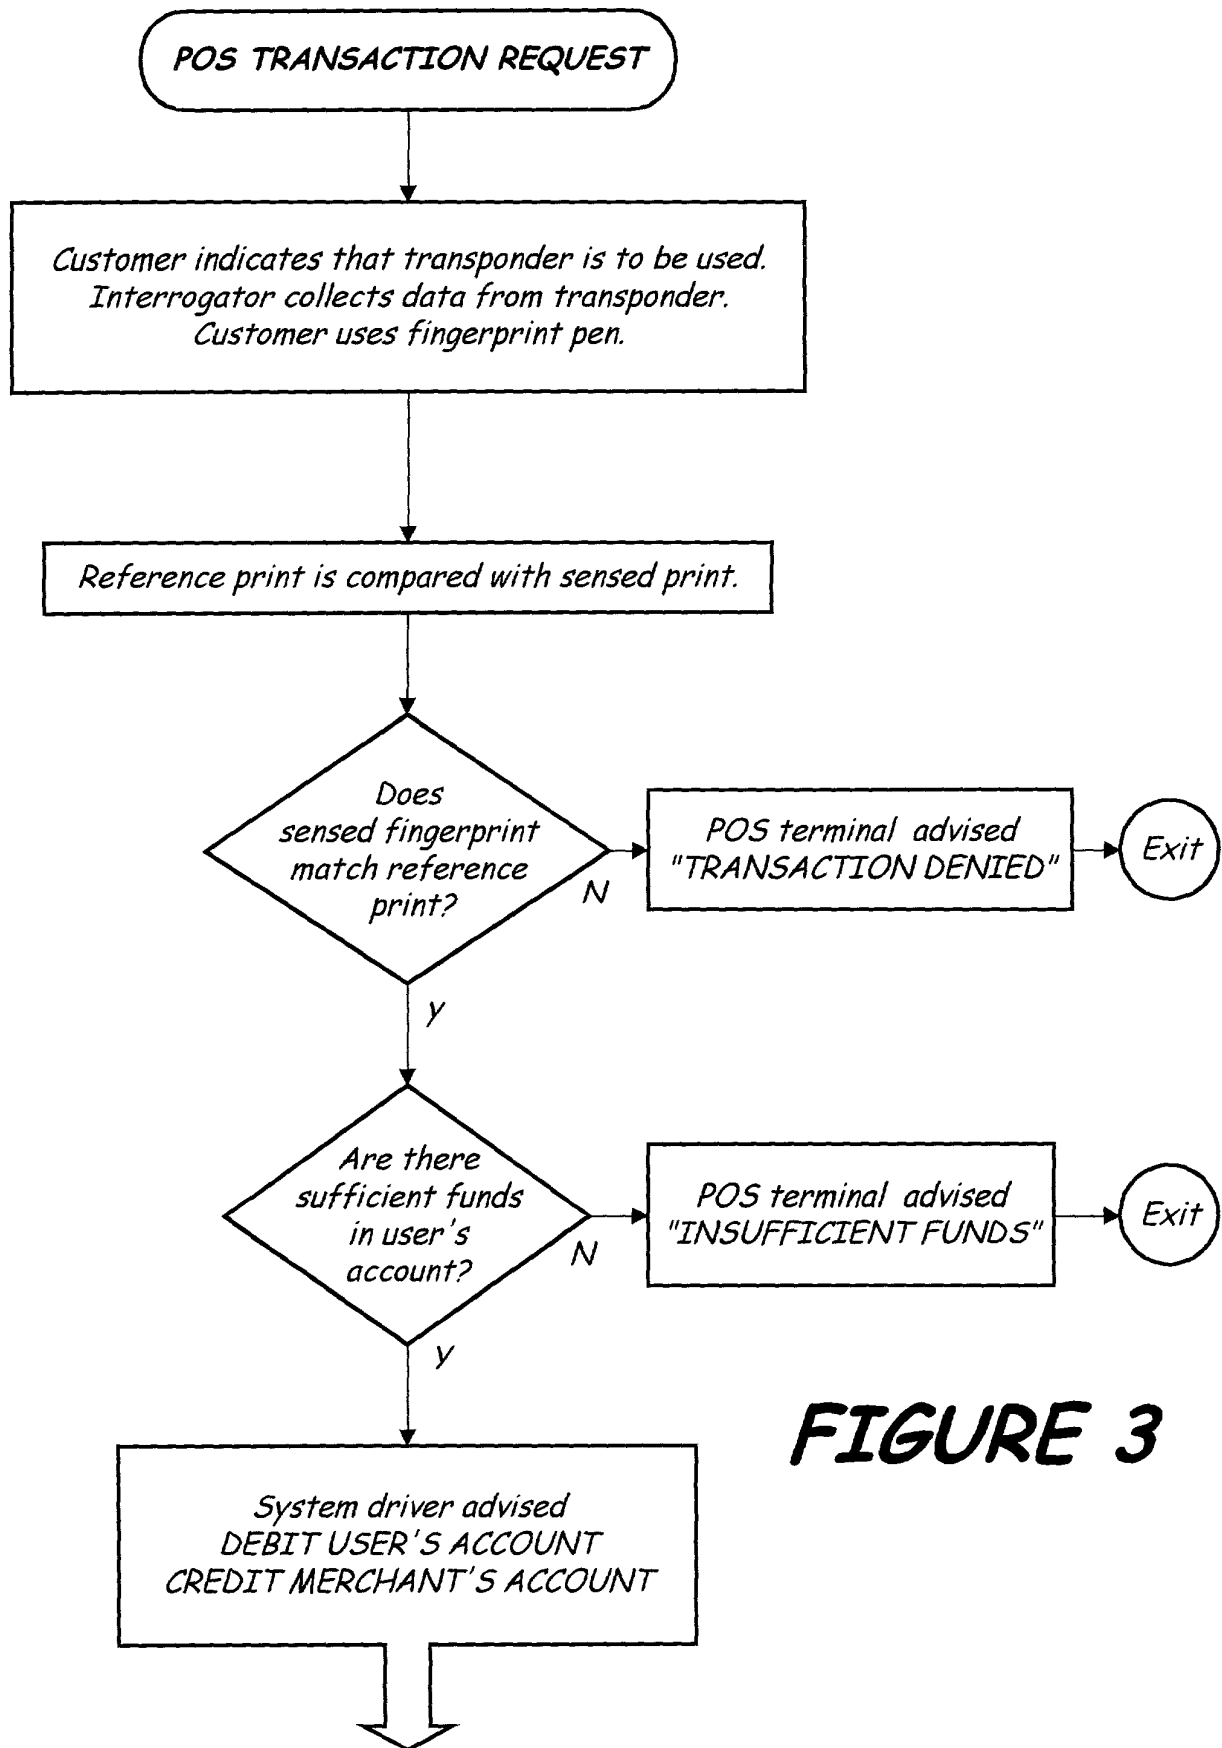 POS TRANSACTION REQUEST
Customer indicates that transponder is to be used.
Interrogator collects data from transponder.
Customer uses fingerprint pen.
Reference print is compared with sensed print.
Does
sensed fingerprint
match reference
print?
N
POS terminal advised
"TRANSACTION DENIED"
Exit
Y
Are there
sufficient funds
in user's
account?
N
POS terminal advised
"INSUFFICIENT FUNDS"
Exit
Y
System driver advised
DEBIT USER'S ACCOUNT
CREDIT MERCHANT'S ACCOUNT
FIGURE 3